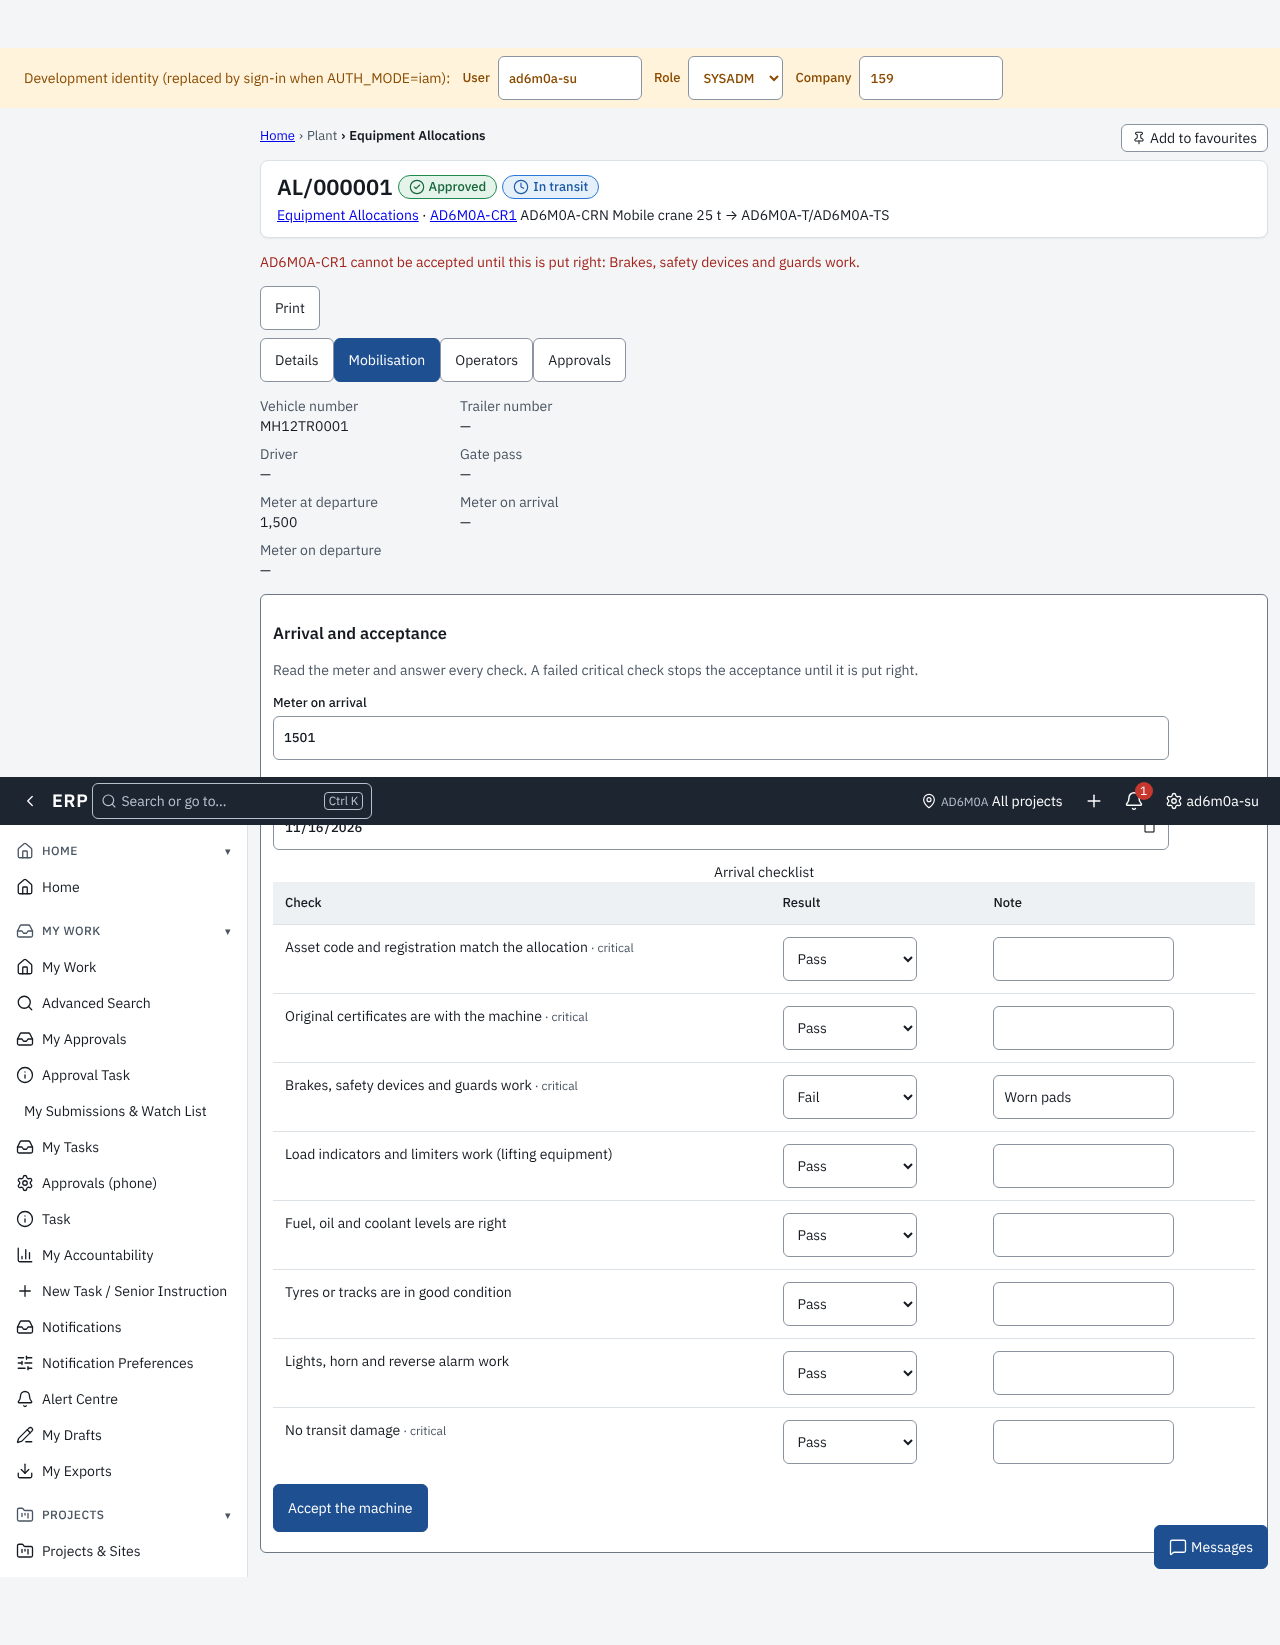 Development identity (replaced by sign-in when AUTH_MODE=iam): User ad6m0a-su Role SYSADM Company 159
Home › Plant › Equipment Allocations
Add to favourites
AL/000001 Approved In transit
Equipment Allocations · AD6M0A-CR1 AD6M0A-CRN Mobile crane 25 t → AD6M0A-T/AD6M0A-TS
AD6M0A-CR1 cannot be accepted until this is put right: Brakes, safety devices and guards work.
Print
Details Mobilisation Operators Approvals
Vehicle number Trailer number
MH12TR0001 —
Driver Gate pass
— —
Meter at departure Meter on arrival
1,500 —
Meter on departure
—
Arrival and acceptance
Read the meter and answer every check. A failed critical check stops the acceptance until it is put right.
Meter on arrival
1501
ERP Search or go to... Ctrl K AD6M0A All projects 1 ad6m0a-su
11/16/2026
HOME
Home
MY WORK
My Work
Advanced Search
My Approvals
Approval Task
My Submissions & Watch List
My Tasks
Approvals (phone)
Task
My Accountability
New Task / Senior Instruction
Notifications
Notification Preferences
Alert Centre
My Drafts
My Exports
PROJECTS
Projects & Sites
Arrival checklist
Check Result Note
Asset code and registration match the allocation · critical Pass
Original certificates are with the machine · critical Pass
Brakes, safety devices and guards work · critical Fail Worn pads
Load indicators and limiters work (lifting equipment) Pass
Fuel, oil and coolant levels are right Pass
Tyres or tracks are in good condition Pass
Lights, horn and reverse alarm work Pass
No transit damage · critical Pass
Accept the machine
Messages